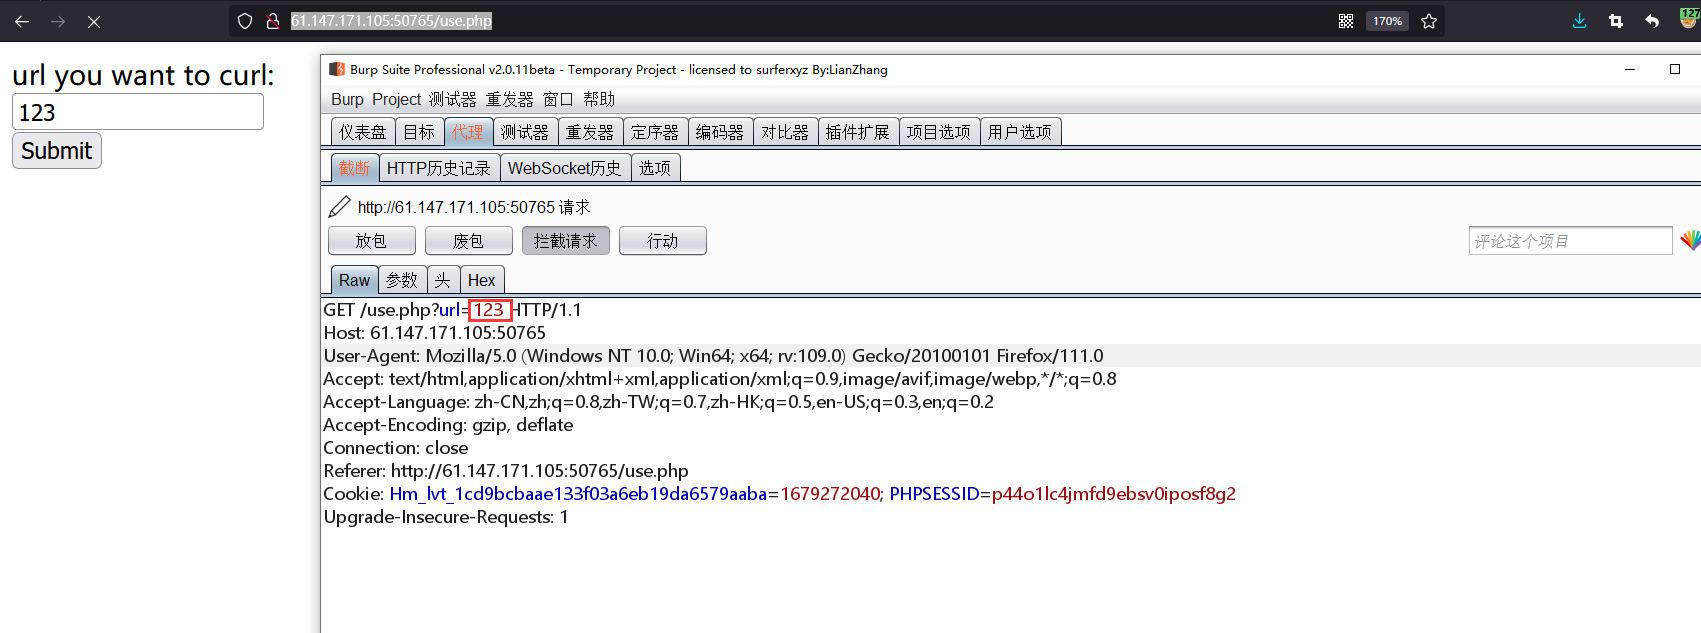 61.147.171.105:50765/use.php
170%
127
url you want to curl:
123
Submit
Burp Suite Professional v2.0.11beta - Temporary Project - licensed to surferxyz By:LianZhang
Burp Project 测试器 重发器 窗口 帮助
仪表盘 目标 代理 测试器 重发器 定序器 编码器 对比器 插件扩展 项目选项 用户选项
截断 HTTP历史记录 WebSocket历史 选项
http://61.147.171.105:50765 请求
放包 废包 拦截请求 行动 评论这个项目
Raw 参数 头 Hex
GET /use.php?url=123 HTTP/1.1
Host: 61.147.171.105:50765
User-Agent: Mozilla/5.0 (Windows NT 10.0; Win64; x64; rv:109.0) Gecko/20100101 Firefox/111.0
Accept: text/html,application/xhtml+xml,application/xml;q=0.9,image/avif,image/webp,*/*;q=0.8
Accept-Language: zh-CN,zh;q=0.8,zh-TW;q=0.7,zh-HK;q=0.5,en-US;q=0.3,en;q=0.2
Accept-Encoding: gzip, deflate
Connection: close
Referer: http://61.147.171.105:50765/use.php
Cookie: Hm_lvt_1cd9bcbaae133f03a6eb19da6579aaba=1679272040; PHPSESSID=p44o1lc4jmfd9ebsv0iposf8g2
Upgrade-Insecure-Requests: 1